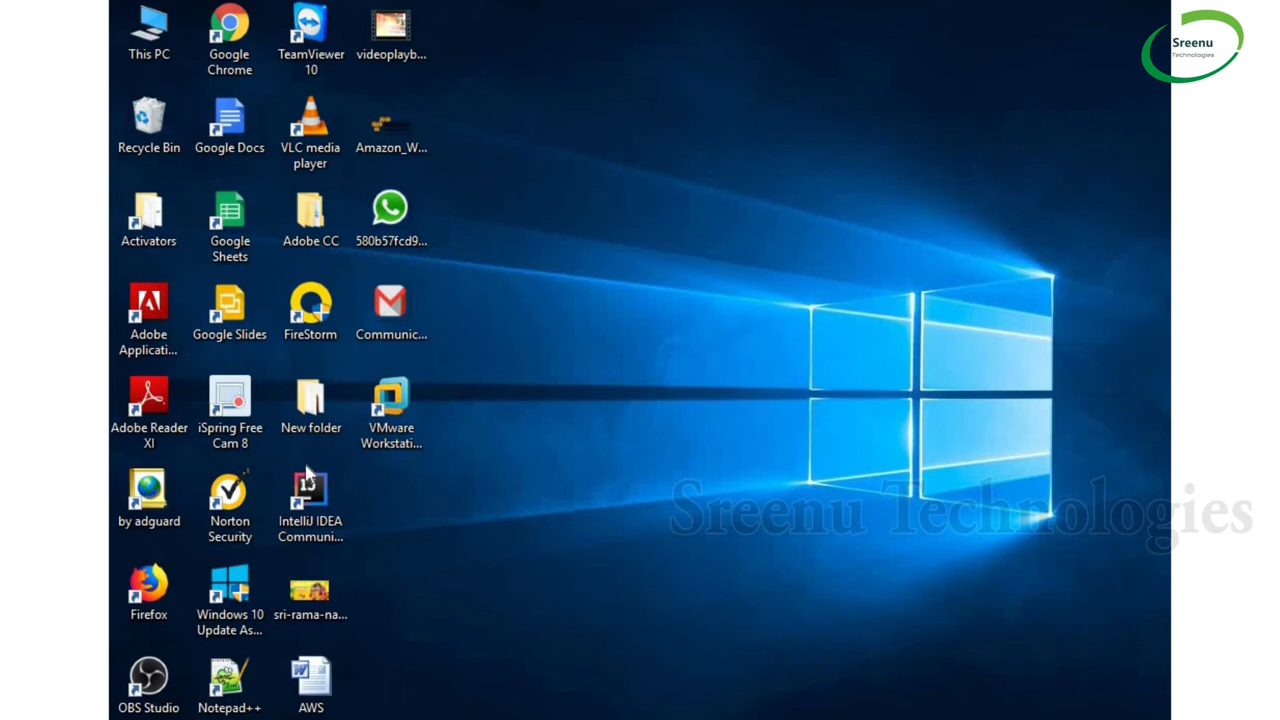 This PC
Google
Chrome
TeamViewer
10
videoplayb...
Recycle Bin
Google Docs
VLC media
player
Amazon_W...
Activators
Google
Sheets
Adobe CC
580b57fcd9...
Adobe
Applicati...
Google Slides
FireStorm
Communic...
Adobe Reader
XI
iSpring Free
Cam 8
New folder
VMware
Workstati...
by adguard
Norton
Security
IntelliJ IDEA
Communi...
Firefox
Windows 10
Update As...
sri-rama-na...
OBS Studio
Notepad++
AWS
Sreenu
Technologies
Sreenu Technologies